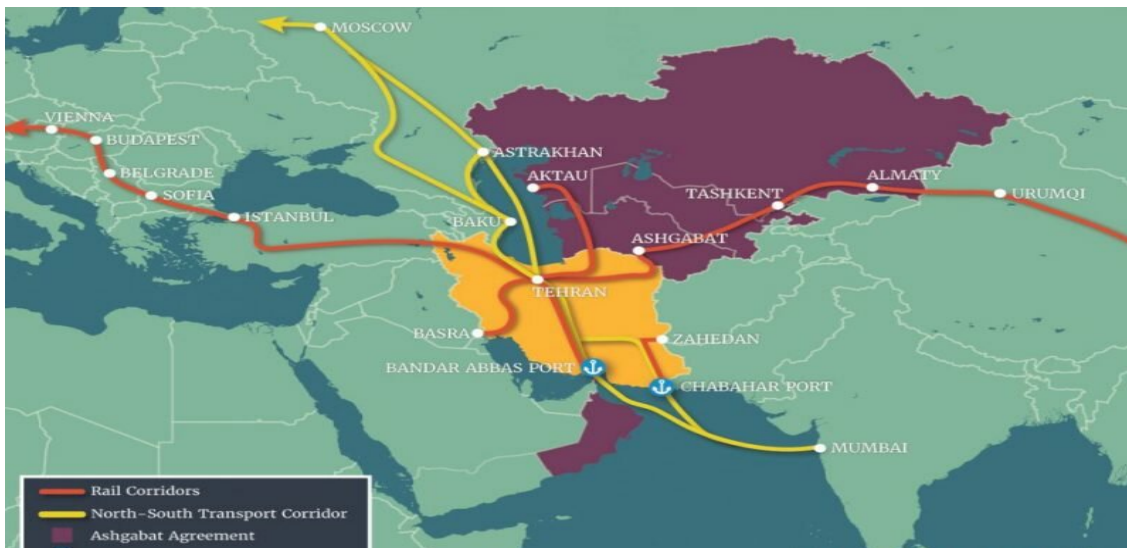 MOSCOW
VIENNA
BUDAPEST
ASTRAKHAN
BELGRADE
AKTAU
ALMATY
SOFIA
TASHKENT
URUMQI
ISTANBUL
BAKU
ASHGABAT
TEHRAN
BASRA
ZAHEDAN
BANDAR ABBAS PORT
CHABAHAR PORT
MUMBAI
Rail Corridors
North–South Transport Corridor
Ashgabat Agreement